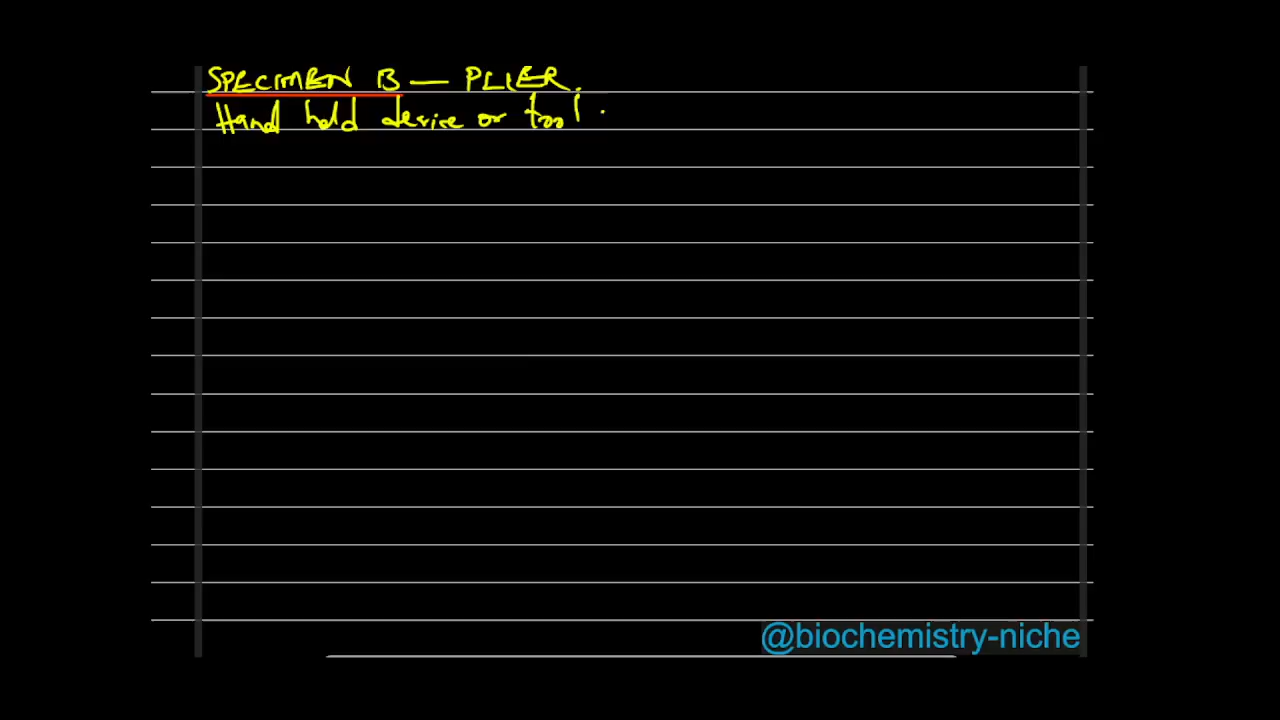 SPECIMEN B — PLIER.
Hand held device or tool.
@biochemistry-niche